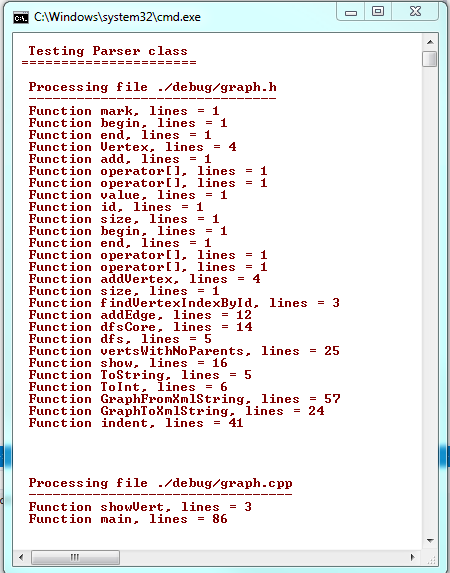 C:\Windows\system32\cmd.exe
Testing Parser class
======================
Processing file ./debug/graph.h
-------------------------------
Function mark, lines = 1
Function begin, lines = 1
Function end, lines = 1
Function Vertex, lines = 4
Function add, lines = 1
Function operator[], lines = 1
Function operator[], lines = 1
Function value, lines = 1
Function id, lines = 1
Function size, lines = 1
Function begin, lines = 1
Function end, lines = 1
Function operator[], lines = 1
Function operator[], lines = 1
Function addVertex, lines = 4
Function size, lines = 1
Function findVertexIndexById, lines = 3
Function addEdge, lines = 12
Function dfsCore, lines = 14
Function dfs, lines = 5
Function vertsWithNoParents, lines = 25
Function show, lines = 16
Function ToString, lines = 5
Function ToInt, lines = 6
Function GraphFromXmlString, lines = 57
Function GraphToXmlString, lines = 24
Function indent, lines = 41
Processing file ./debug/graph.cpp
---------------------------------
Function showVert, lines = 3
Function main, lines = 86